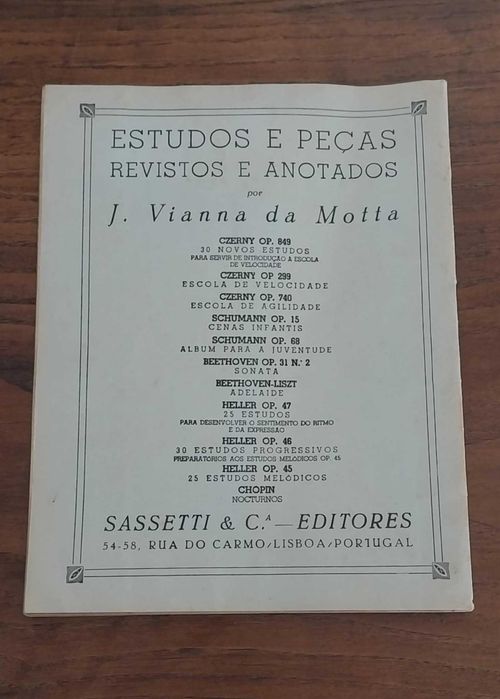 ESTUDOS E PEÇAS
REVISTOS E ANOTADOS
por
J. Vianna da Motta
CZERNY OP. 849
30 NOVOS ESTUDOS
PARA SERVIR DE INTRODUÇÃO À ESCOLA
DE VELOCIDADE
CZERNY OP 299
ESCOLA DE VELOCIDADE
CZERNY OP. 740
ESCOLA DE AGILIDADE
SCHUMANN OP. 15
CENAS INFANTIS
SCHUMANN OP. 68
ALBUM PARA A JUVENTUDE
BEETHOVEN OP. 31 N.º 2
SONATA
BEETHOVEN-LISZT
ADELAIDE
HELLER OP. 47
25 ESTUDOS
PARA DESENVOLVER O SENTIMENTO DO RITMO
E DA EXPRESSÃO
HELLER OP. 46
30 ESTUDOS PROGRESSIVOS
PREPARATÓRIOS AOS ESTUDOS MELÓDICOS OP. 45
HELLER OP. 45
25 ESTUDOS MELÓDICOS
CHOPIN
NOCTURNOS
SASSETTI & C.ᴬ — EDITORES
54-58, RUA DO CARMO/LISBOA/PORTUGAL